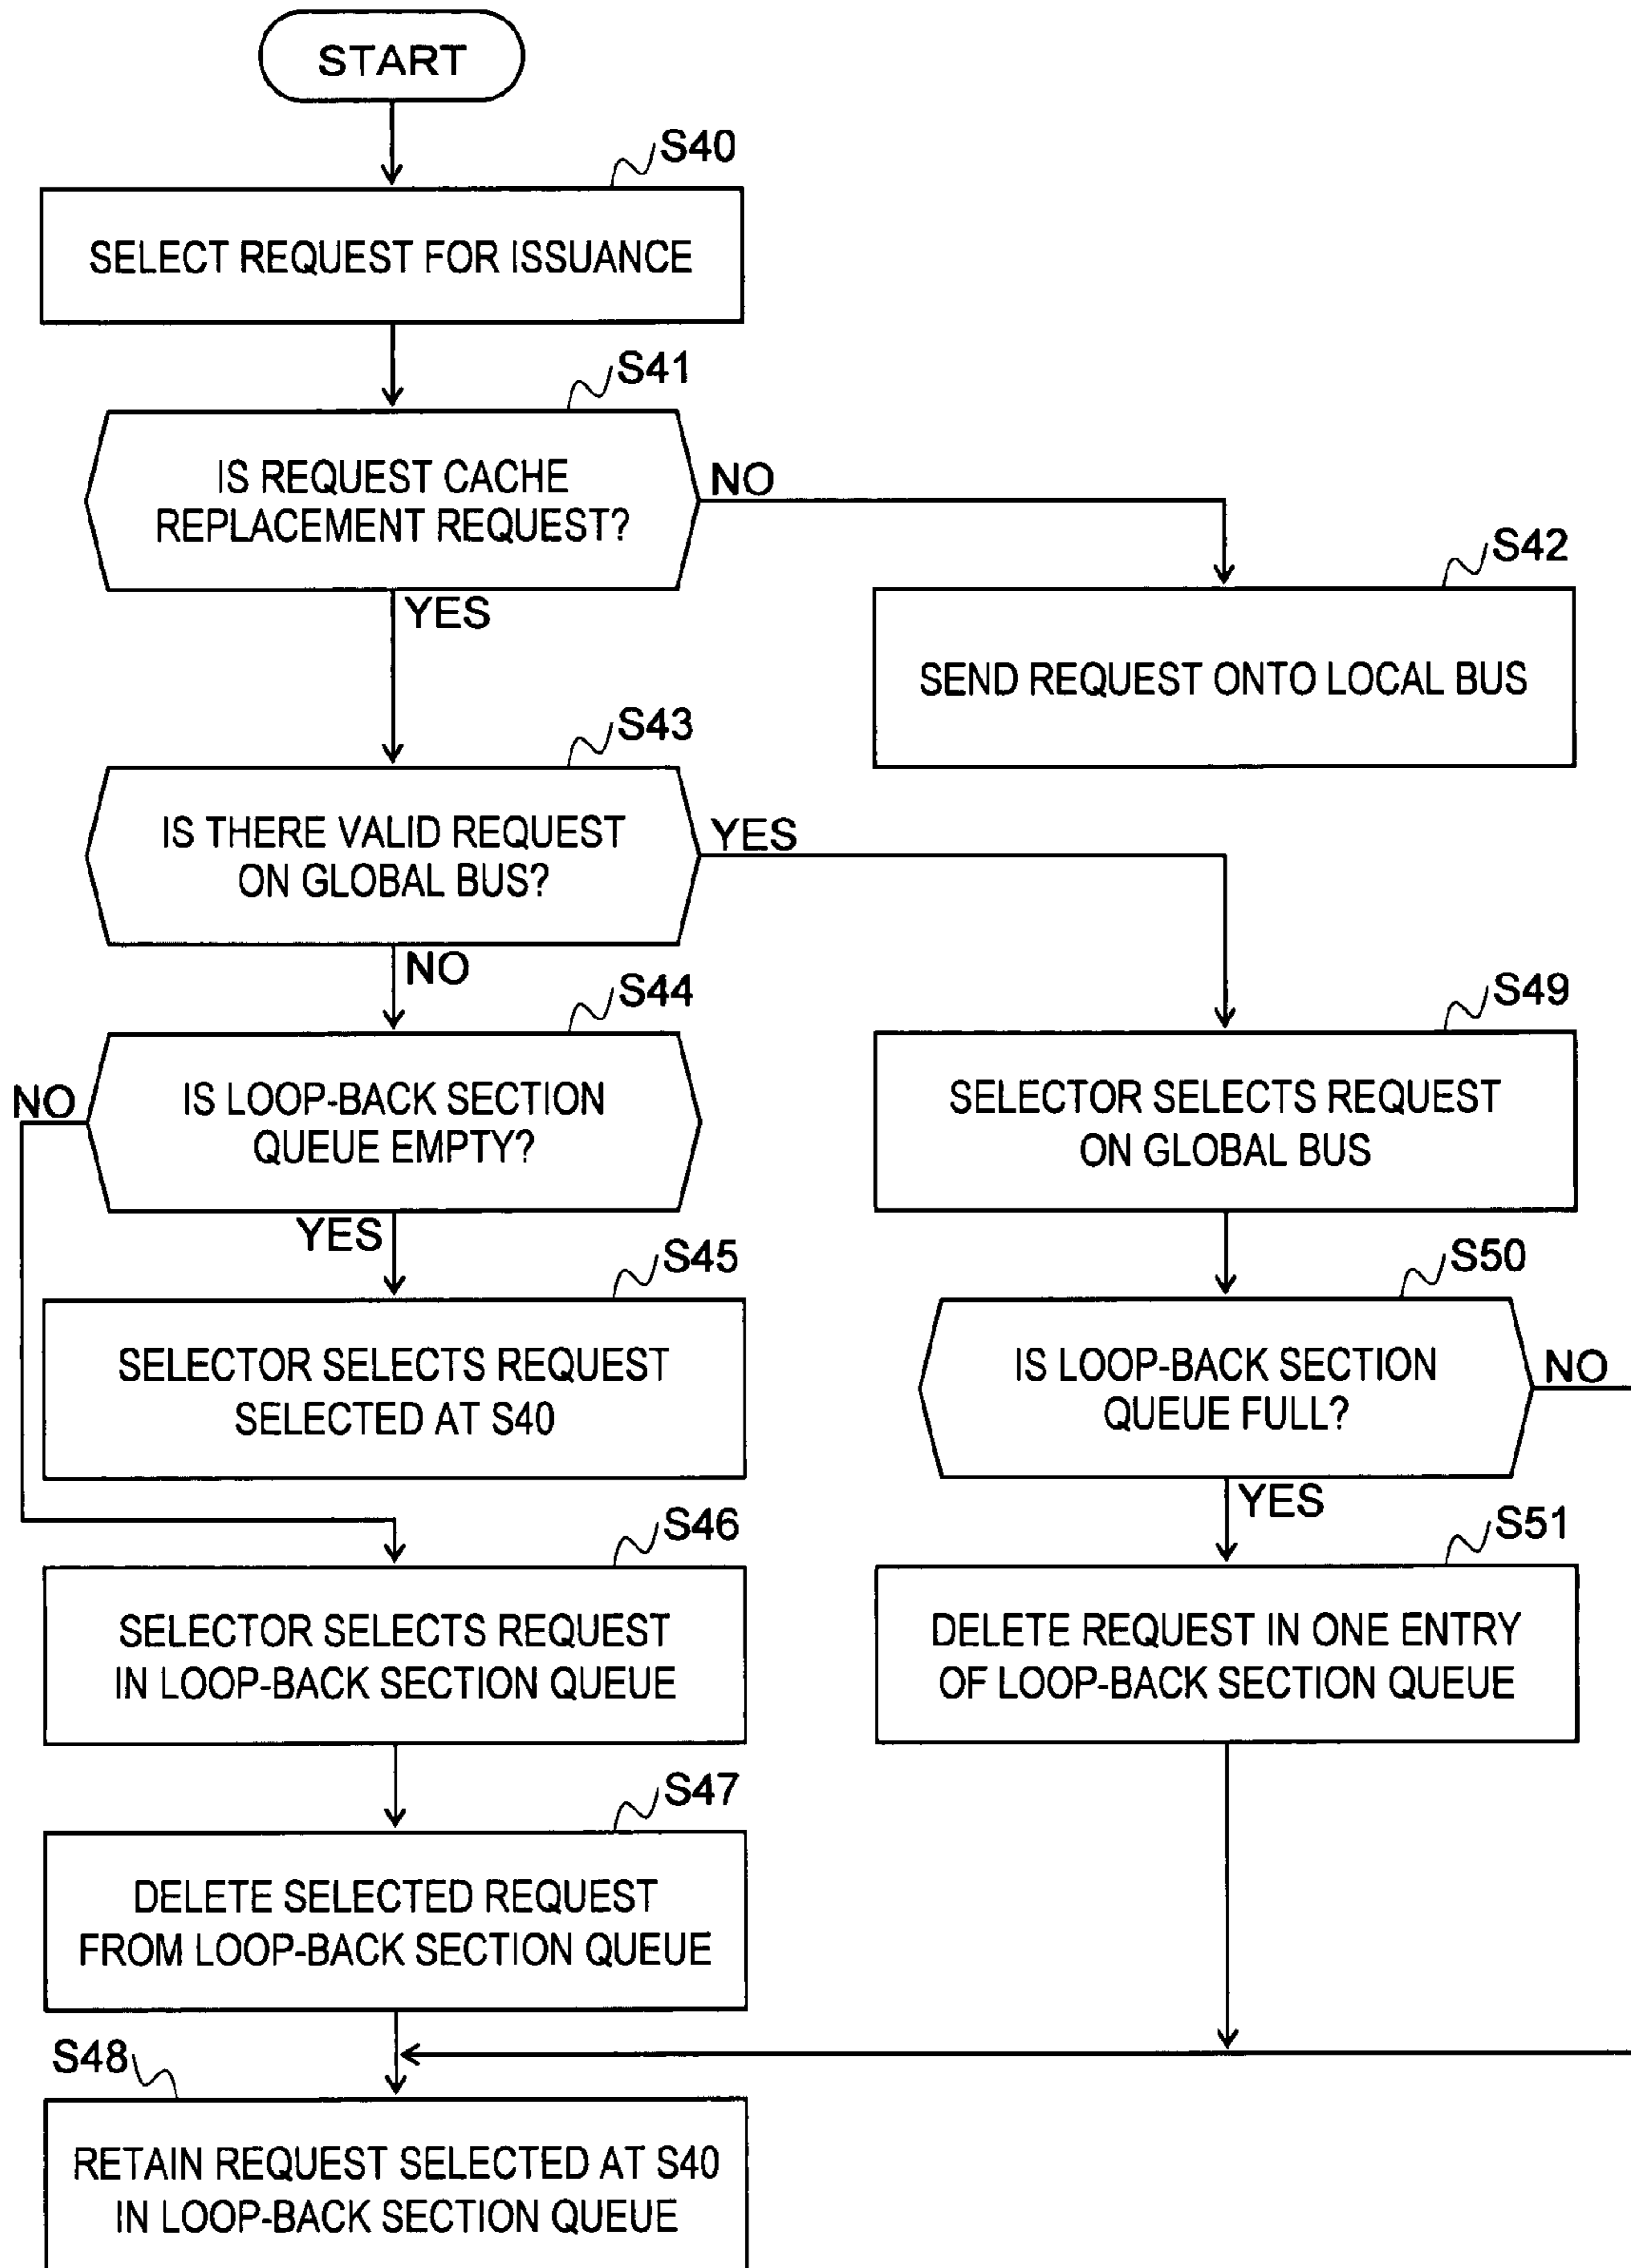 START
S40
SELECT REQUEST FOR ISSUANCE
S41
IS REQUEST CACHE
REPLACEMENT REQUEST?
NO
YES
S42
SEND REQUEST ONTO LOCAL BUS
S43
IS THERE VALID REQUEST
ON GLOBAL BUS?
YES
NO
S44
IS LOOP-BACK SECTION
QUEUE EMPTY?
NO
YES
S45
SELECTOR SELECTS REQUEST
SELECTED AT S40
S46
SELECTOR SELECTS REQUEST
IN LOOP-BACK SECTION QUEUE
S47
DELETE SELECTED REQUEST
FROM LOOP-BACK SECTION QUEUE
S48
RETAIN REQUEST SELECTED AT S40
IN LOOP-BACK SECTION QUEUE
S49
SELECTOR SELECTS REQUEST
ON GLOBAL BUS
S50
IS LOOP-BACK SECTION
QUEUE FULL?
NO
YES
S51
DELETE REQUEST IN ONE ENTRY
OF LOOP-BACK SECTION QUEUE